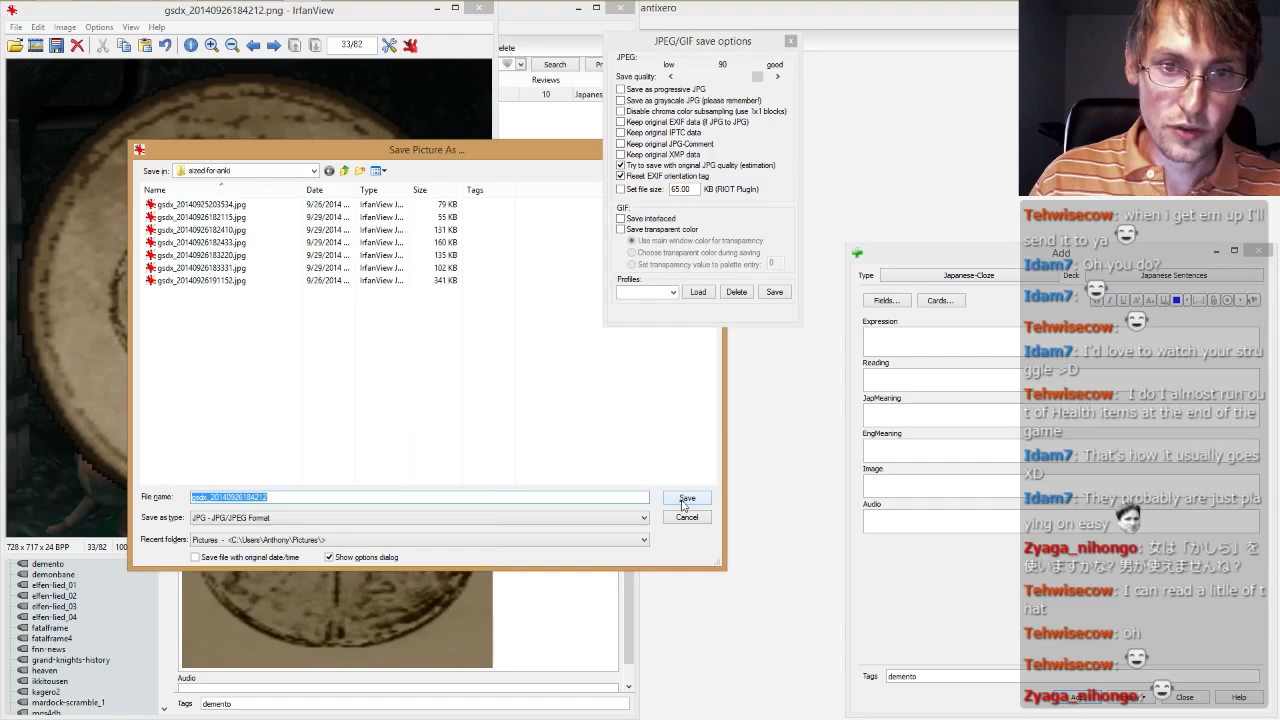 gsdx_20140926184212.png - IrfanView
antixero
File Edit Image Options View Help
33/82
elete
Search
Reviews
10 Japanes
JPEG/GIF save options
JPEG: low 90 good
Save quality: < >
Save as progressive JPG
Save as grayscale JPG (please remember!)
Disable chroma color subsampling (use 1x1 blocks)
Keep original EXIF data (if JPG to JPG)
Keep original IPTC data
Keep original JPG-Comment
Keep original XMP data
Try to save with original JPG quality (estimation)
Reset EXIF orientation tag
Set file size: 65.00 KB (RIOT PlugIn)
GIF:
Save interlaced
Save transparent color
Use main window color for transparency
Choose transparent color during saving
Set transparency value to palette entry: 0
Profiles:
Load Delete Save
Save Picture As ...
Save in: sized-for-anki
Name Date Type Size Tags
gsdx_20140925203534.jpg 9/26/2014 ... IrfanView J... 79 KB
gsdx_20140926182115.jpg 9/29/2014 ... IrfanView J... 55 KB
gsdx_20140926182410.jpg 9/29/2014 ... IrfanView J... 131 KB
gsdx_20140926182433.jpg 9/29/2014 ... IrfanView J... 160 KB
gsdx_20140926183220.jpg 9/29/2014 ... IrfanView J... 135 KB
gsdx_20140926183331.jpg 9/29/2014 ... IrfanView J... 102 KB
gsdx_20140926191152.jpg 9/26/2014 ... IrfanView J... 341 KB
File name: gsdx_20140926184212 Save
Save as type: JPG - JPG/JPEG Format Cancel
Recent folders: Pictures - <C:\Users\Anthony\Pictures\>
Save file with original date/time Show options dialog
728 x 717 x 24 BPP 33/82 100
demento
demonbane
elfen-lied_01
elfen-lied_02
elfen-lied_03
elfen-lied_04
fatalframe
fatalframe4
fnn-news
grand-knights-history
heaven
ikkitousen
kagero2
mardock-scramble_1
mgs4db
Audio
Tags demento
Add
Type Japanese-Cloze Deck Japanese Sentences
Fields... Cards...
Expression
Reading
JapMeaning
EngMeaning
Image
Audio
Tags demento
Add Close Help
Tehwisecow: when i get em up I'll
send it to ya
Idam7: Oh you do?
Idam7:
Tehwisecow:
Idam7: I'd love to watch your stru
ggle >D
Tehwisecow: I do I almost run ou
t of Health items at the end of the
game
Idam7: That's how it usually goes
XD
Idam7: They probably are just pla
ying on easy
Zyaga_nihongo: 女は「かしら」を
使いますかな? 男が使えませんね?
Tehwisecow: I can read a litlle of t
hat
Tehwisecow: oh
Tehwisecow:
Zyaga_nihongo: